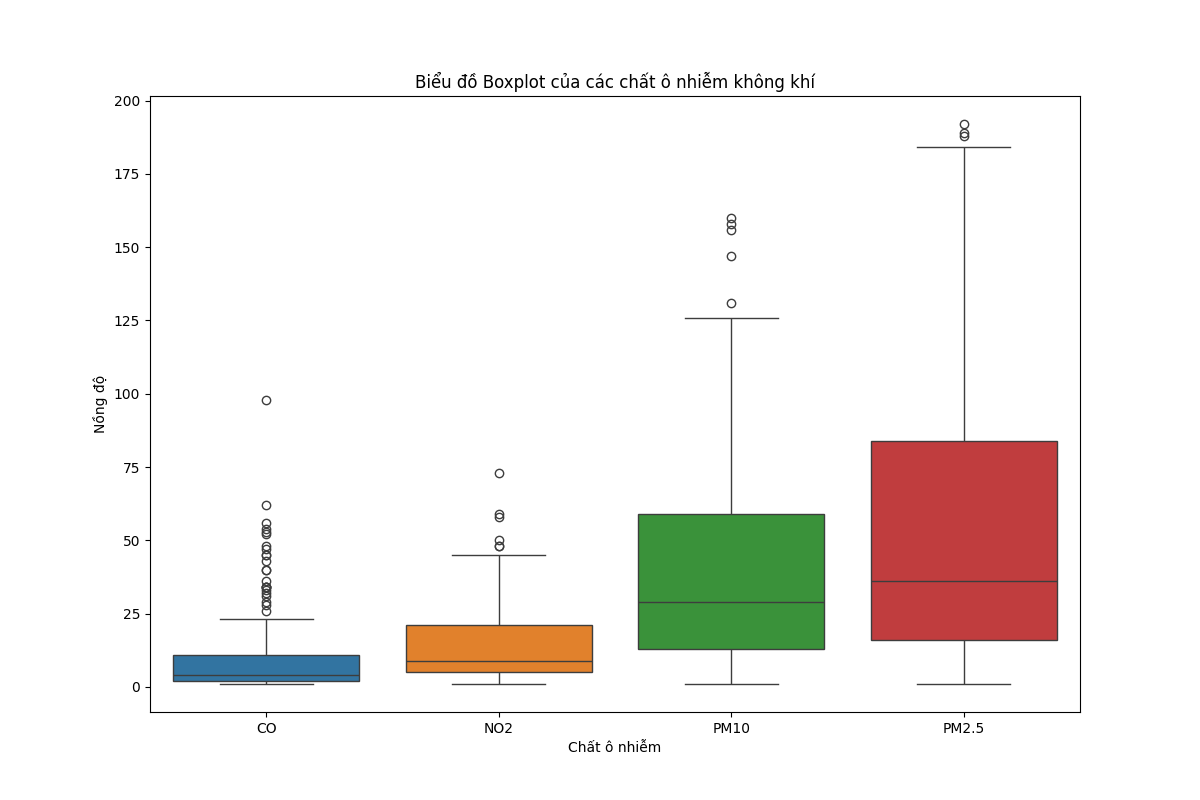 Biểu đồ Boxplot của các chất ô nhiễm không khí
200
175
150
125
100
75
50
25
0
Nồng độ
CO
NO2
PM10
PM2.5
Chất ô nhiễm